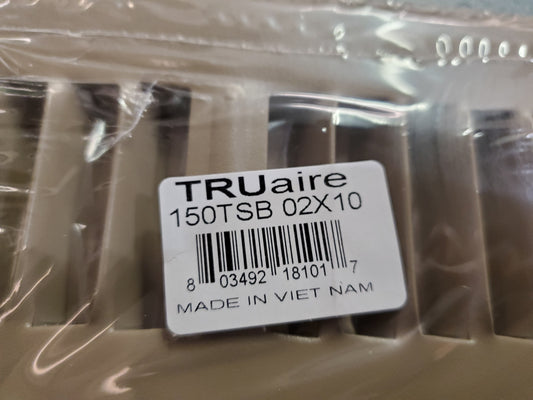 TRUaire
150TSB 02X10
8 03492 18101 7
MADE IN VIET NAM